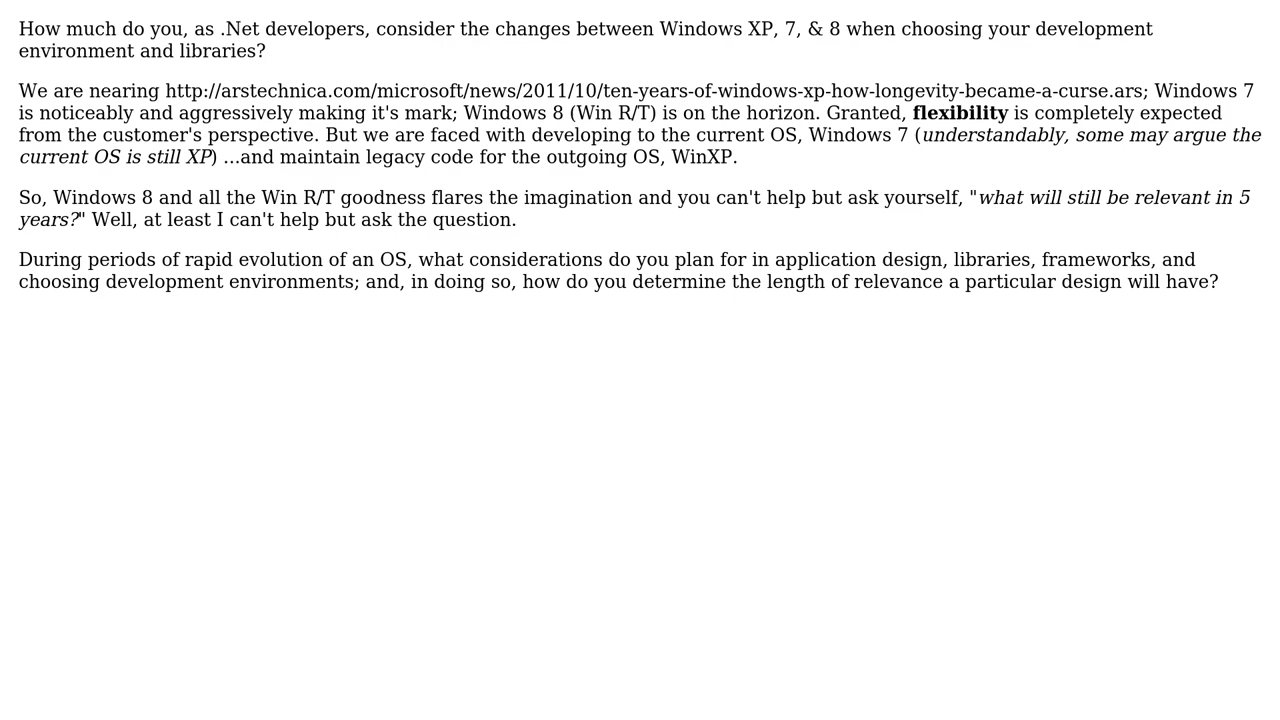 How much do you, as .Net developers, consider the changes between Windows XP, 7, & 8 when choosing your development
environment and libraries?
We are nearing http://arstechnica.com/microsoft/news/2011/10/ten-years-of-windows-xp-how-longevity-became-a-curse.ars; Windows 7
is noticeably and aggressively making it's mark; Windows 8 (Win R/T) is on the horizon. Granted, flexibility is completely expected
from the customer's perspective. But we are faced with developing to the current OS, Windows 7 (understandably, some may argue the
current OS is still XP) ...and maintain legacy code for the outgoing OS, WinXP.
So, Windows 8 and all the Win R/T goodness flares the imagination and you can't help but ask yourself, "what will still be relevant in 5
years?" Well, at least I can't help but ask the question.
During periods of rapid evolution of an OS, what considerations do you plan for in application design, libraries, frameworks, and
choosing development environments; and, in doing so, how do you determine the length of relevance a particular design will have?